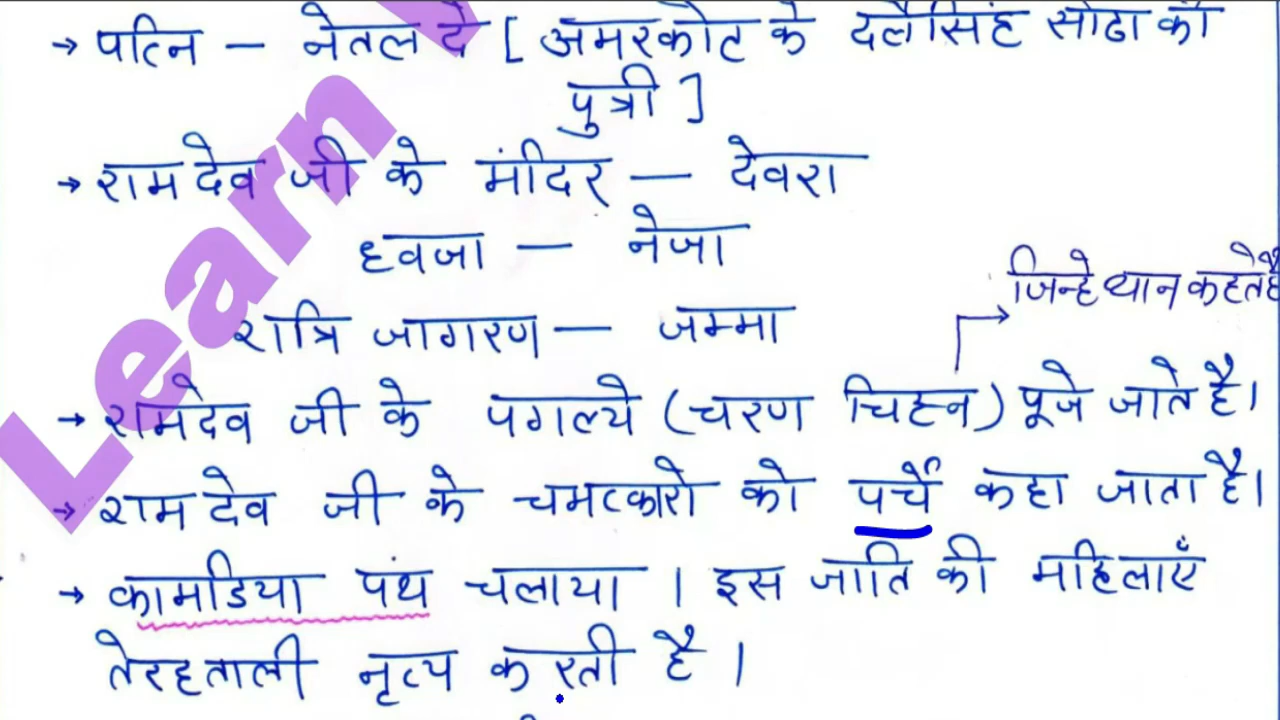 → पत्नि – नेतल दे [ अमरकोट के दलैसिंह सोढा की
पुत्री ]
→ रामदेव जी के मंदिर – देवरा
ध्वजा – नेजा
जिन्हे थान कहते है
रात्रि जागरण – जम्मा
→ रामदेव जी के पगल्ये (चरण चिह्न) पूजे जाते है।
→ रामदेव जी के चमत्कारो को पर्चे कहा जाता है।
→ कामडिया पंथ चलाया । इस जाति की महिलाएँ
तेरहताली नृत्य करती है ।
Learn